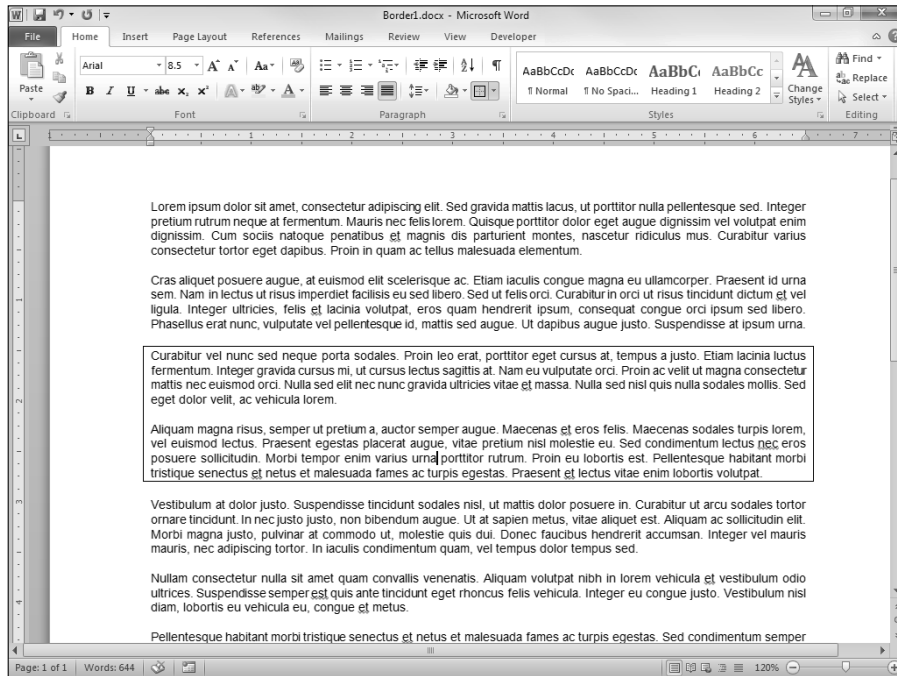 Border1.docx - Microsoft Word
File Home Insert Page Layout References Mailings Review View Developer
Arial 8.5 A A Aa Find
Paste B I U abc x₂ x² A aby A AaBbCcDc AaBbCcDc AaBbC AaBbCc Change Styles Replace
¶ Normal ¶ No Spaci... Heading 1 Heading 2 Select
Clipboard Font Paragraph Styles Editing
L 1 1 2 3 4 5 6 7
Lorem ipsum dolor sit amet, consectetur adipiscing elit. Sed gravida mattis lacus, ut porttitor nulla pellentesque sed. Integer
pretium rutrum neque at fermentum. Mauris nec felis lorem. Quisque porttitor dolor eget augue dignissim vel volutpat enim
dignissim. Cum sociis natoque penatibus et magnis dis parturient montes, nascetur ridiculus mus. Curabitur varius
consectetur tortor eget dapibus. Proin in quam ac tellus malesuada elementum.
Cras aliquet posuere augue, at euismod elit scelerisque ac. Etiam iaculis congue magna eu ullamcorper. Praesent id urna
sem. Nam in lectus ut risus imperdiet facilisis eu sed libero. Sed ut felis orci. Curabitur in orci ut risus tincidunt dictum et vel
ligula. Integer ultricies, felis et lacinia volutpat, eros quam hendrerit ipsum, consequat congue orci ipsum sed libero.
Phasellus erat nunc, vulputate vel pellentesque id, mattis sed augue. Ut dapibus augue justo. Suspendisse at ipsum urna.
Curabitur vel nunc sed neque porta sodales. Proin leo erat, porttitor eget cursus at, tempus a justo. Etiam lacinia luctus
fermentum. Integer gravida cursus mi, ut cursus lectus sagittis at. Nam eu vulputate orci. Proin ac velit ut magna consectetur
mattis nec euismod orci. Nulla sed elit nec nunc gravida ultricies vitae et massa. Nulla sed nisl quis nulla sodales mollis. Sed
eget dolor velit, ac vehicula lorem.
Aliquam magna risus, semper ut pretium a, auctor semper augue. Maecenas et eros felis. Maecenas sodales turpis lorem,
vel euismod lectus. Praesent egestas placerat augue, vitae pretium nisl molestie eu. Sed condimentum lectus nec eros
posuere sollicitudin. Morbi tempor enim varius urna porttitor rutrum. Proin eu lobortis est. Pellentesque habitant morbi
tristique senectus et netus et malesuada fames ac turpis egestas. Praesent et lectus vitae enim lobortis volutpat.
Vestibulum at dolor justo. Suspendisse tincidunt sodales nisl, ut mattis dolor posuere in. Curabitur ut arcu sodales tortor
ornare tincidunt. In nec justo justo, non bibendum augue. Ut at sapien metus, vitae aliquet est. Aliquam ac sollicitudin elit.
Morbi magna justo, pulvinar at commodo ut, molestie quis dui. Donec faucibus hendrerit accumsan. Integer vel mauris
mauris, nec adipiscing tortor. In iaculis condimentum quam, vel tempus dolor tempus sed.
Nullam consectetur nulla sit amet quam convallis venenatis. Aliquam volutpat nibh in lorem vehicula et vestibulum odio
ultrices. Suspendisse semper est quis ante tincidunt eget rhoncus felis vehicula. Integer eu congue justo. Vestibulum nisl
diam, lobortis eu vehicula eu, congue et metus.
Pellentesque habitant morbi tristique senectus et netus et malesuada fames ac turpis egestas. Sed condimentum semper
Page: 1 of 1 Words: 644 120%